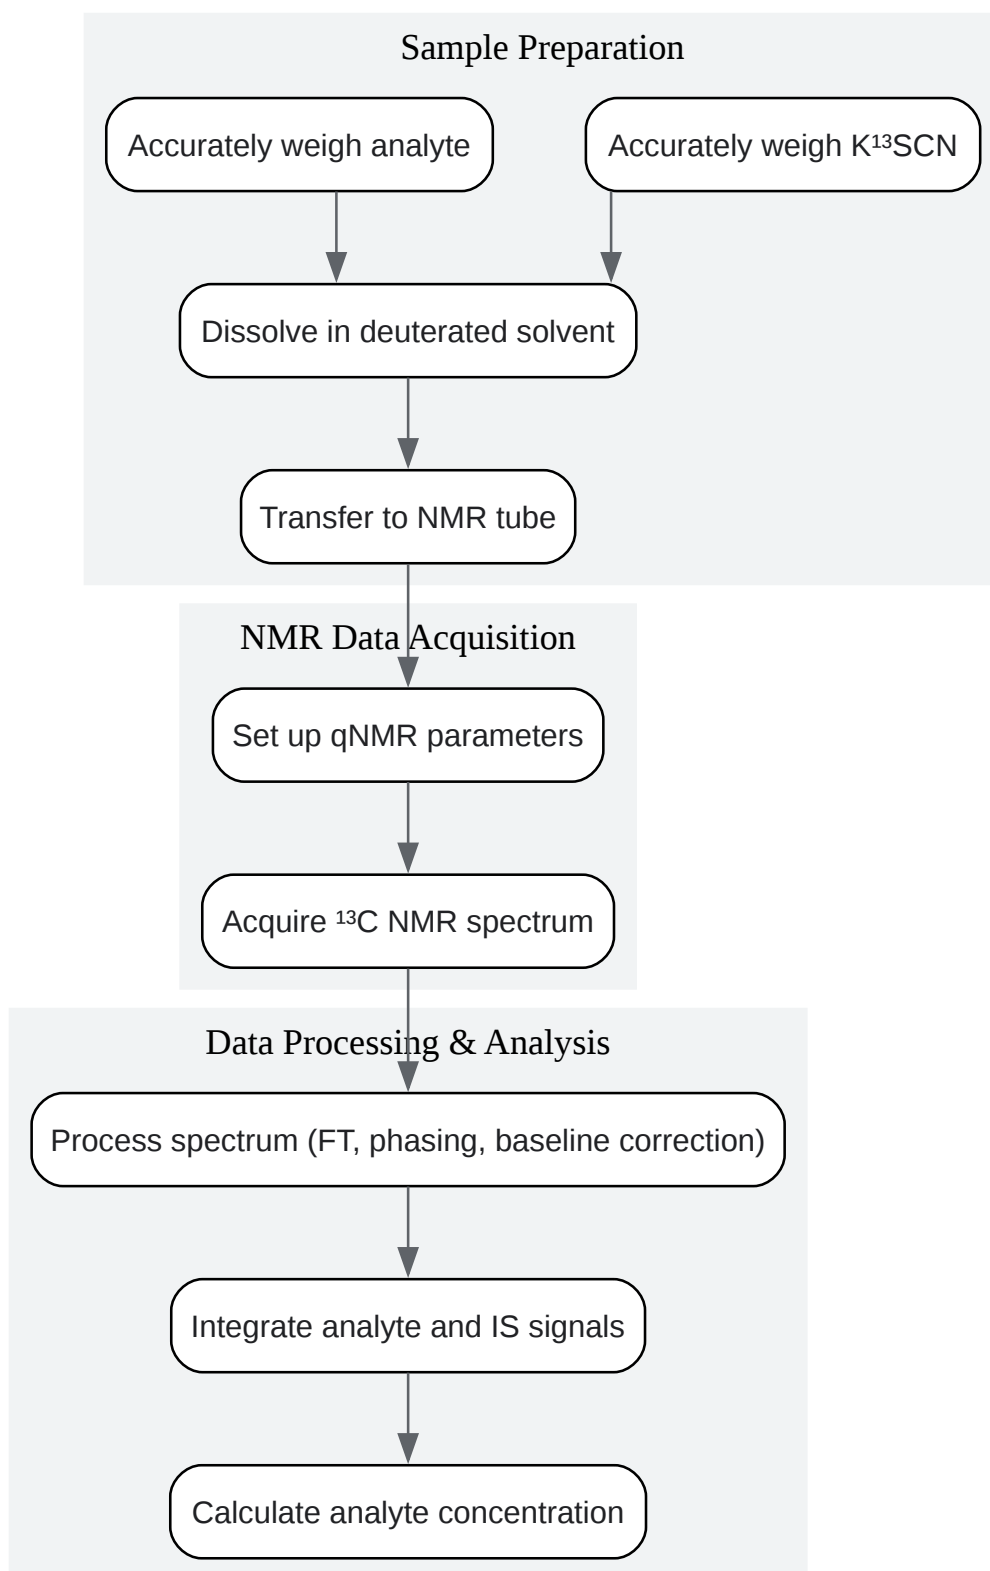 Sample Preparation
Accurately weigh analyte
Accurately weigh K¹³SCN
Dissolve in deuterated solvent
Transfer to NMR tube
NMR Data Acquisition
Set up qNMR parameters
Acquire ¹³C NMR spectrum
Data Processing & Analysis
Process spectrum (FT, phasing, baseline correction)
Integrate analyte and IS signals
Calculate analyte concentration